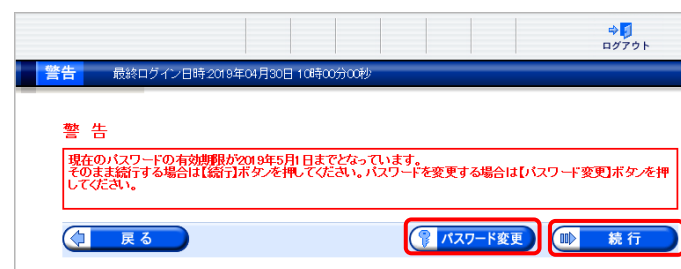 ログアウト
警告 最終ログイン日時:2019年04月30日 10時00分00秒
警 告
現在のパスワードの有効期限が2019年5月1日までとなっています。
そのまま続行する場合は【続行】ボタンを押してください。パスワードを変更する場合は【パスワード変更】ボタンを押
してください。
戻る パスワード変更 続行